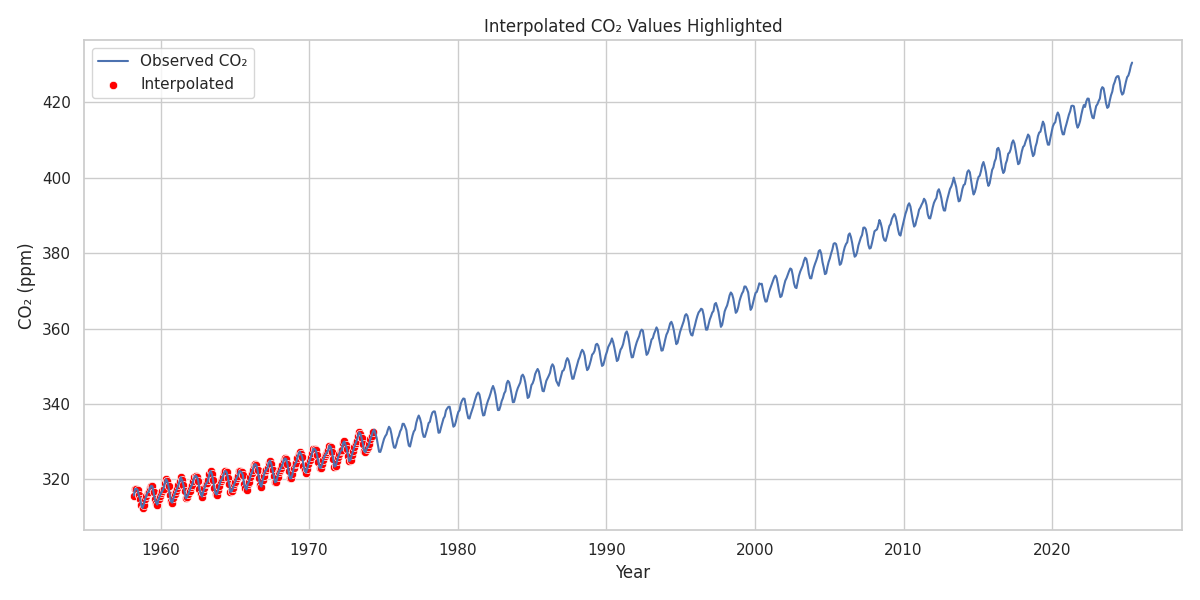 Interpolated CO₂ Values Highlighted
Observed CO₂
Interpolated
CO₂ (ppm)
420
400
380
360
340
320
1960 1970 1980 1990 2000 2010 2020
Year